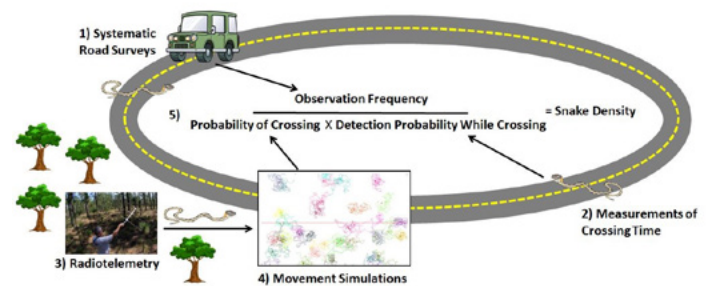 1) Systematic
Road Surveys
Observation Frequency
5)
= Snake Density
Probability of Crossing X Detection Probability While Crossing
2) Measurements of
Crossing Time
3) Radiotelemetry
4) Movement Simulations